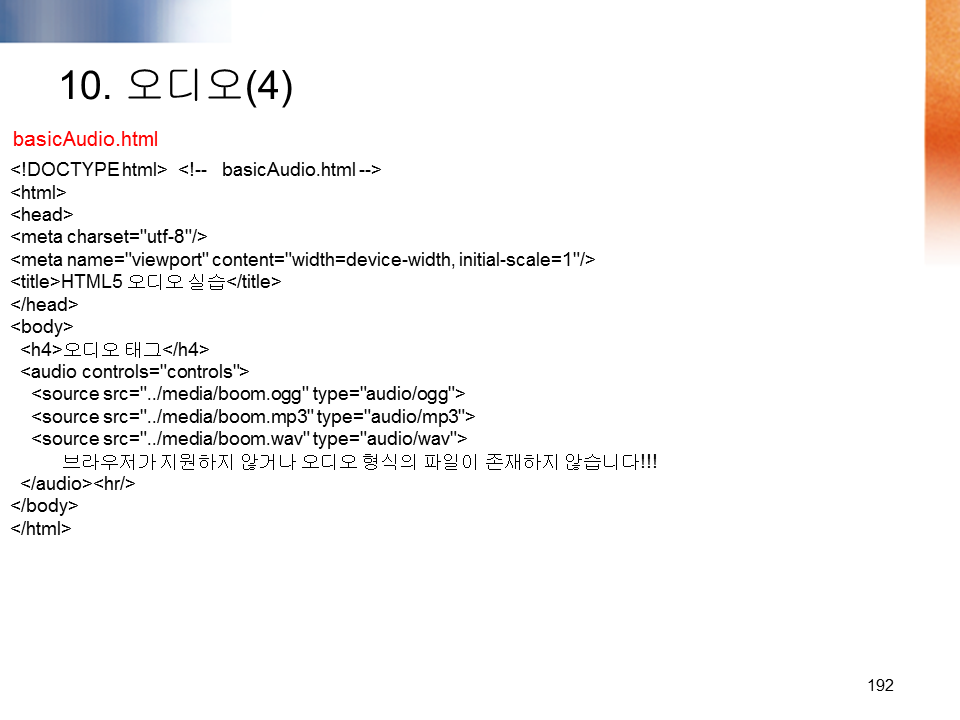 10. 오디오(4)
basicAudio.html
<!DOCTYPE html> <!-- basicAudio.html -->
<html>
<head>
<meta charset="utf-8"/>
<meta name="viewport" content="width=device-width, initial-scale=1"/>
<title>HTML5 오디오 실습</title>
</head>
<body>
<h4>오디오 태그</h4>
<audio controls="controls">
<source src="../media/boom.ogg" type="audio/ogg">
<source src="../media/boom.mp3" type="audio/mp3">
<source src="../media/boom.wav" type="audio/wav">
브라우저가 지원하지 않거나 오디오 형식의 파일이 존재하지 않습니다!!!
</audio><hr/>
</body>
</html>
192